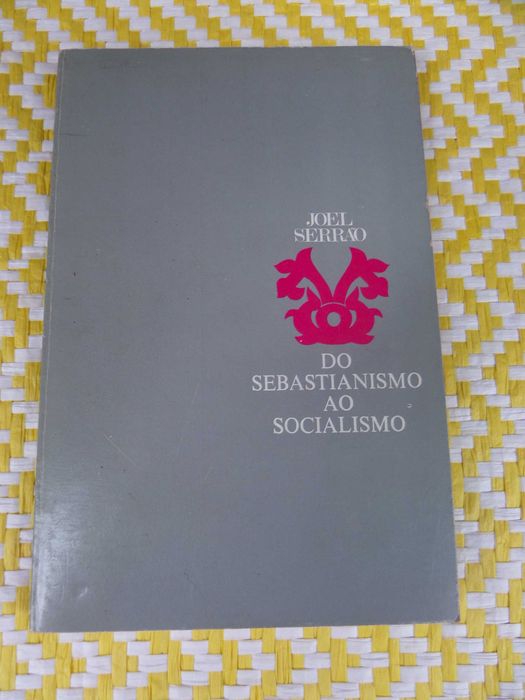 JOEL
SERRÃO
DO
SEBASTIANISMO
AO
SOCIALISMO